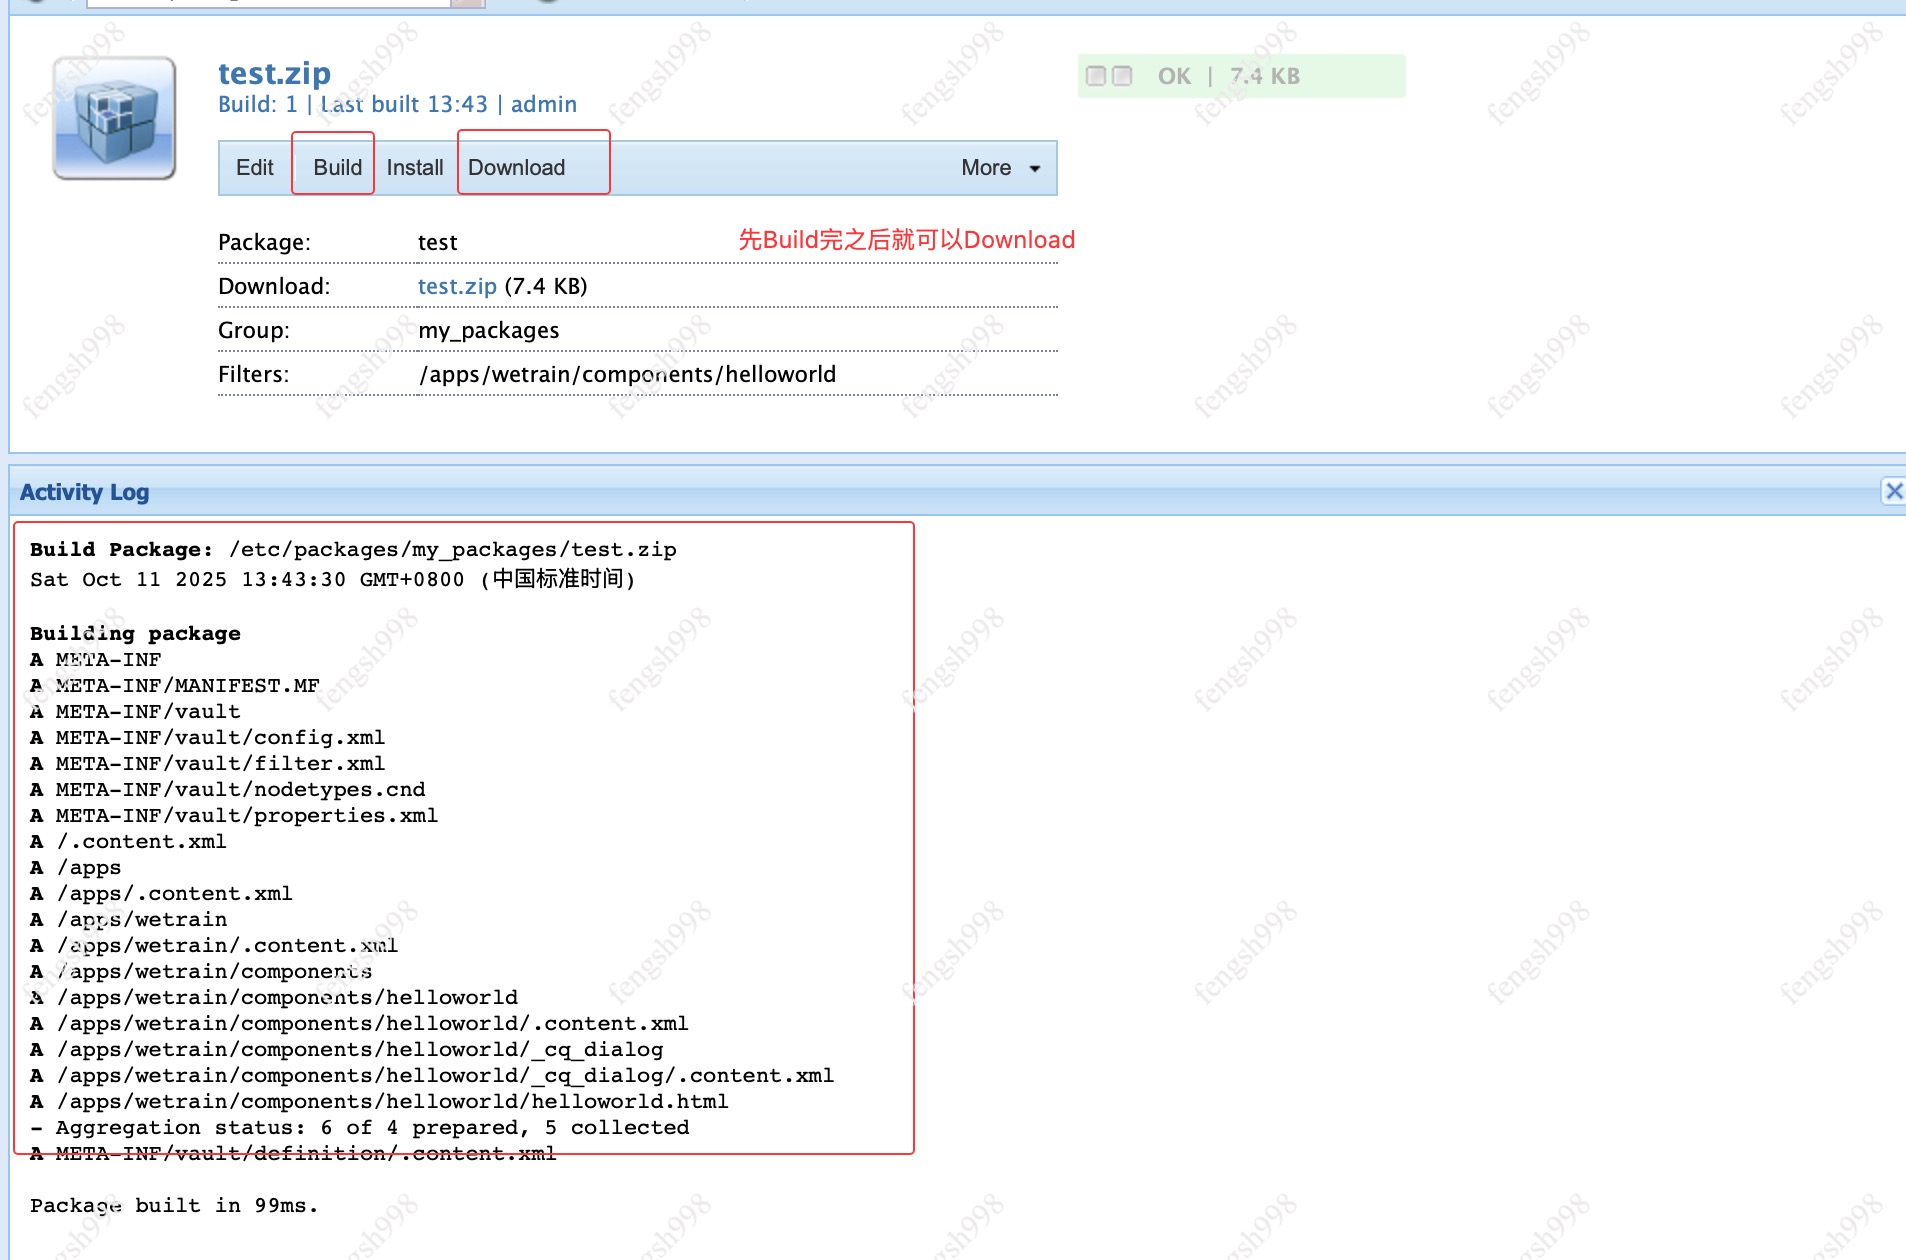 test.zip
Build: 1 | Last built 13:43 | admin
OK | 7.4 KB
Edit Build Install Download More
Package: test
先Build完之后就可以Download
Download: test.zip (7.4 KB)
Group: my_packages
Filters: /apps/wetrain/components/helloworld
Activity Log
Build Package: /etc/packages/my_packages/test.zip
Sat Oct 11 2025 13:43:30 GMT+0800 (中国标准时间)
Building package
A META-INF
A META-INF/MANIFEST.MF
A META-INF/vault
A META-INF/vault/config.xml
A META-INF/vault/filter.xml
A META-INF/vault/nodetypes.cnd
A META-INF/vault/properties.xml
A /.content.xml
A /apps
A /apps/.content.xml
A /apps/wetrain
A /apps/wetrain/.content.xml
A /apps/wetrain/components
A /apps/wetrain/components/helloworld
A /apps/wetrain/components/helloworld/.content.xml
A /apps/wetrain/components/helloworld/_cq_dialog
A /apps/wetrain/components/helloworld/_cq_dialog/.content.xml
A /apps/wetrain/components/helloworld/helloworld.html
- Aggregation status: 6 of 4 prepared, 5 collected
A META-INF/vault/definition/.content.xml
Package built in 99ms.
fengsh998